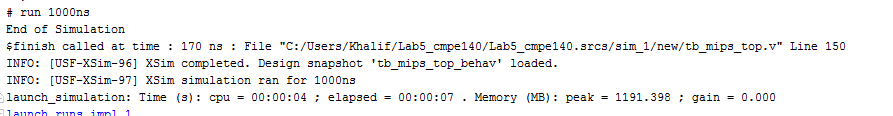 # run 1000ns
End of Simulation
$finish called at time : 170 ns : File "C:/Users/Khalif/Lab5_cmpe140/Lab5_cmpe140.srcs/sim_1/new/tb_mips_top.v" Line 150
INFO: [USF-XSim-96] XSim completed. Design snapshot 'tb_mips_top_behav' loaded.
INFO: [USF-XSim-97] XSim simulation ran for 1000ns
launch_simulation: Time (s): cpu = 00:00:04 ; elapsed = 00:00:07 . Memory (MB): peak = 1191.398 ; gain = 0.000
launch_runs impl_1